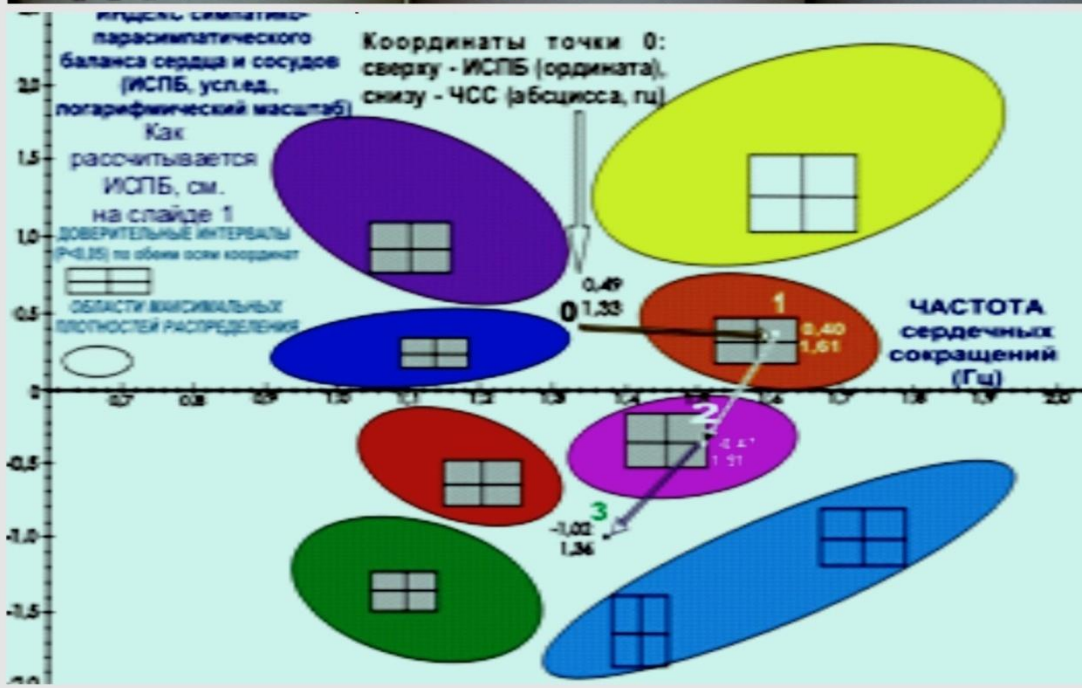 ИНДЕКС СИМПАТИКО-
парасимпатического
баланса сердца и сосудов
(ИСПБ, усл.ед.,
логарифмический масштаб)
Как
рассчитывается
ИСПБ, см.
на слайде 1
ДОВЕРИТЕЛЬНЫЕ ИНТЕРВАЛЫ
(P<0,05) по обеим осям координат
ОБЛАСТИ МАКСИМАЛЬНЫХ
ПЛОТНОСТЕЙ РАСПРЕДЕЛЕНИЯ
Координаты точки 0:
сверху - ИСПБ (ордината),
снизу - ЧСС (абсцисса, гц)
2,0
1,5
1,0
0,5
0
-0,5
-1,0
-1,5
-2,0
0,49
0 1,33
1
0,40
1,61
ЧАСТОТА
сердечных
сокращений
(Гц)
0,7 0,8 0,9 1,0 1,1 1,2 1,3 1,4 1,5 1,6 1,7 1,8 1,9 2,0
2
3
-1,02
1,36